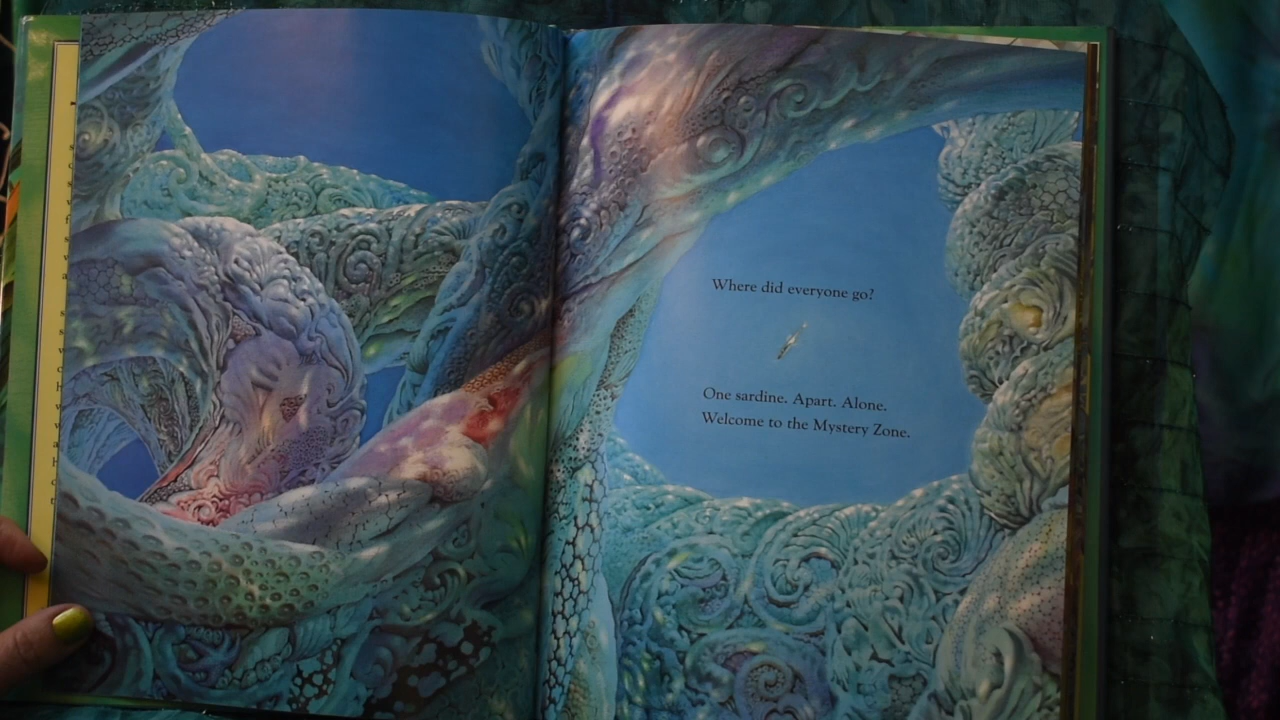 Where did everyone go?
One sardine. Apart. Alone.
Welcome to the Mystery Zone.